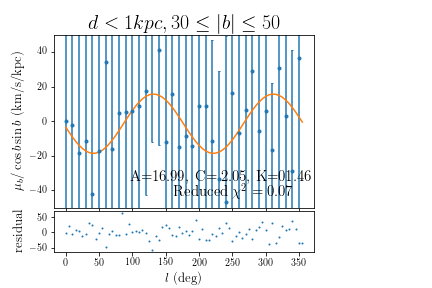 d < 1kpc, 30 ≤ |b| ≤ 50
μ_b / cos b sin b (km/s/kpc)
40
20
0
−20
−40
A=16.99, C=-2.05, K=01.46
Reduced χ² = 0.07
residual
50
0
−50
0 50 100 150 200 250 300 350
l (deg)